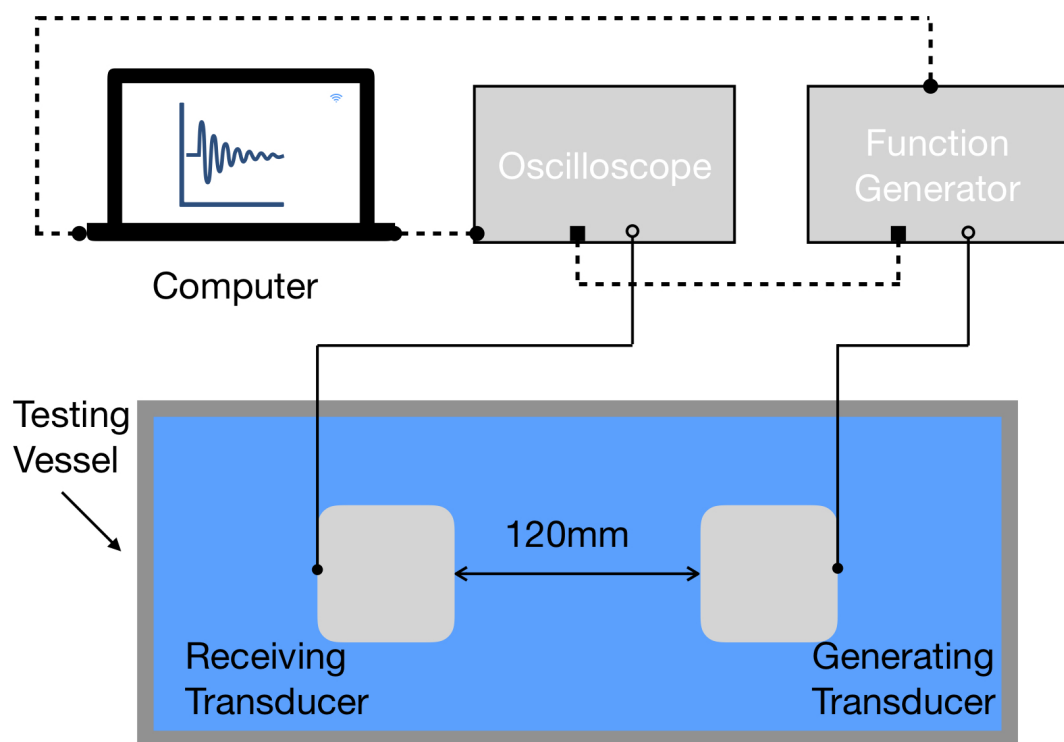 Oscilloscope
Function
Generator
Computer
Testing
Vessel
120mm
Receiving
Transducer
Generating
Transducer